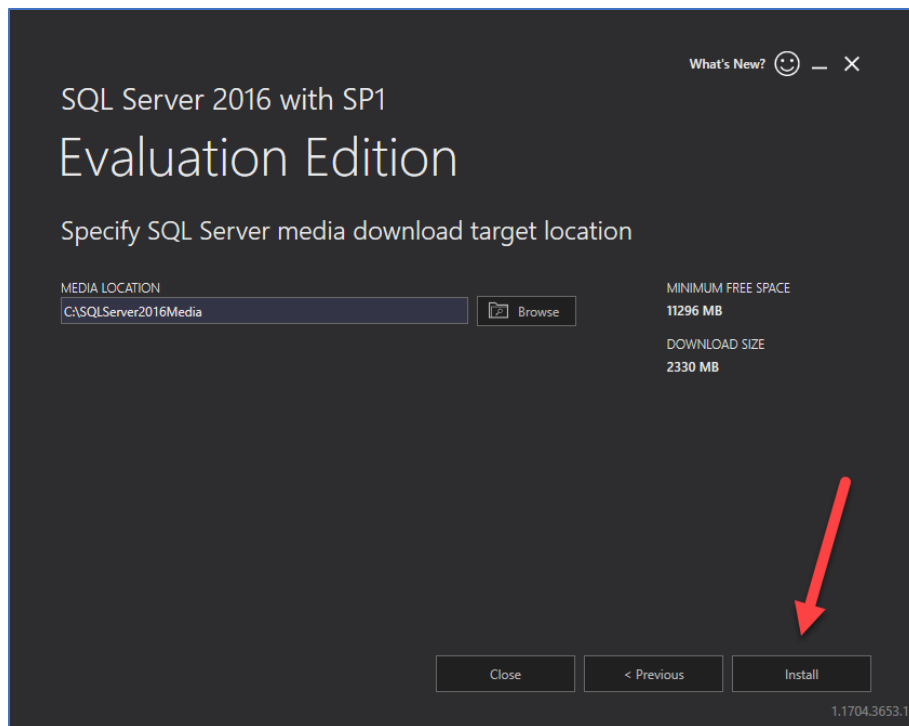 What's New?
SQL Server 2016 with SP1
Evaluation Edition
Specify SQL Server media download target location
MEDIA LOCATION
C:\SQLServer2016Media
Browse
MINIMUM FREE SPACE
11296 MB
DOWNLOAD SIZE
2330 MB
Close
< Previous
Install
1.1704.3653.1